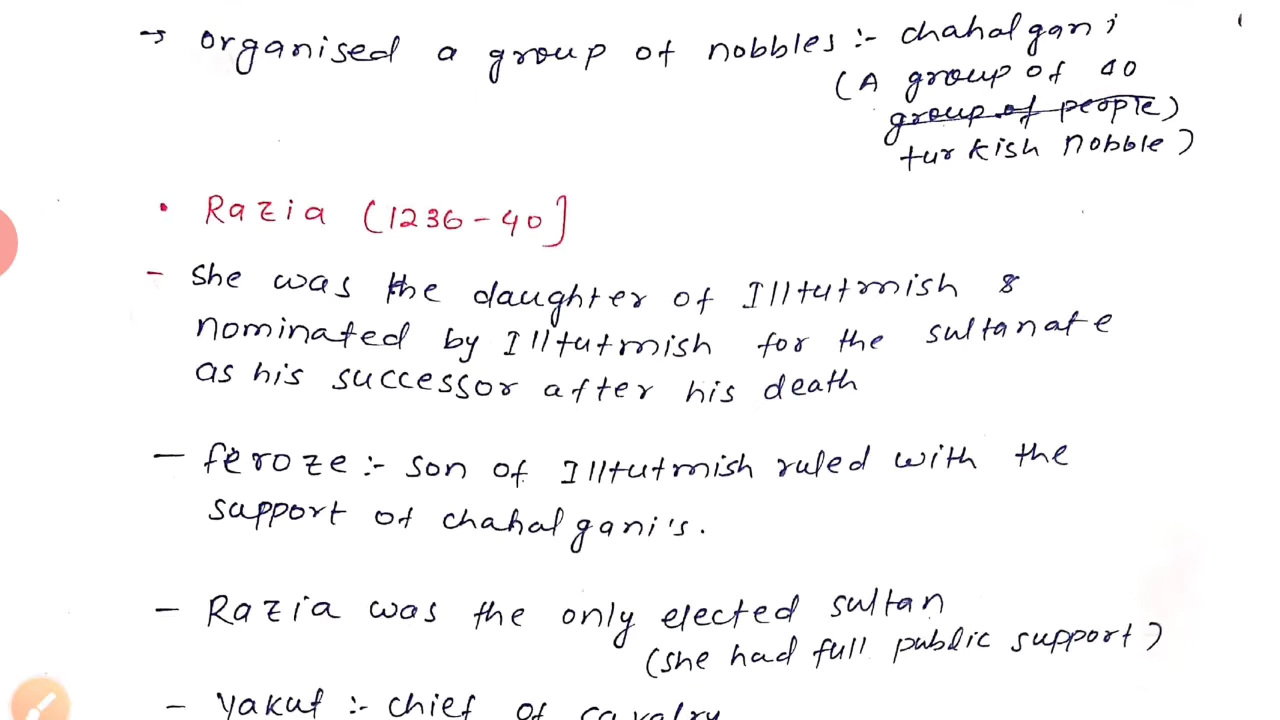 → organised a group of nobbles :- chahalgani
(A group of 40
group of people)
turkish nobble)
• Razia (1236-40]
- She was the daughter of Illtutmish &
nominated by Illtutmish for the sultanate
as his successor after his death
- feroze :- son of Illtutmish ruled with the
support of chahalgani's.
- Razia was the only elected sultan
(she had full public support)
- Yakut :- chief of cavalry